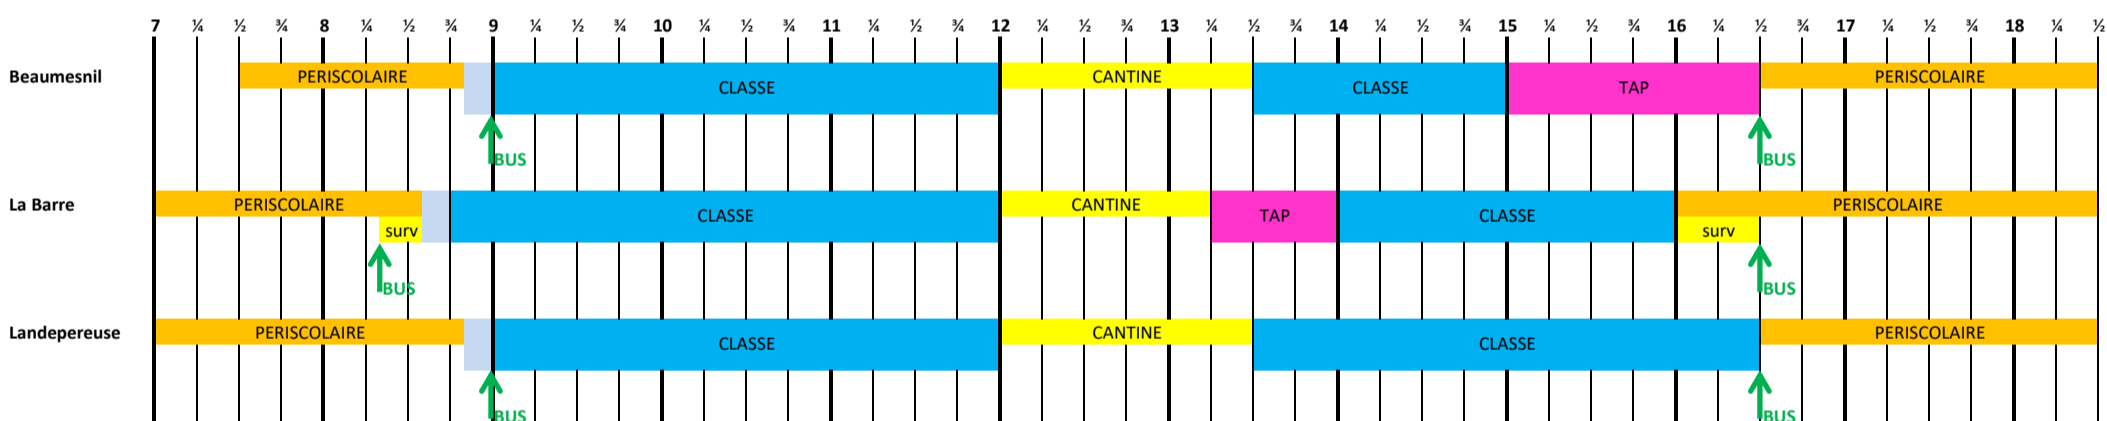 7 ¼ ½ ¾ 8 ¼ ½ ¾ 9 ¼ ½ ¾ 10 ¼ ½ ¾ 11 ¼ ½ ¾ 12 ¼ ½ ¾ 13 ¼ ½ ¾ 14 ¼ ½ ¾ 15 ¼ ½ ¾ 16 ¼ ½ ¾ 17 ¼ ½ ¾ 18 ¼ ½
Beaumesnil PERISCOLAIRE CLASSE CANTINE CLASSE TAP PERISCOLAIRE
BUS BUS
La Barre PERISCOLAIRE CLASSE CANTINE TAP CLASSE PERISCOLAIRE
surv surv
BUS BUS
Landepereuse PERISCOLAIRE CLASSE CANTINE CLASSE PERISCOLAIRE
BUS BUS